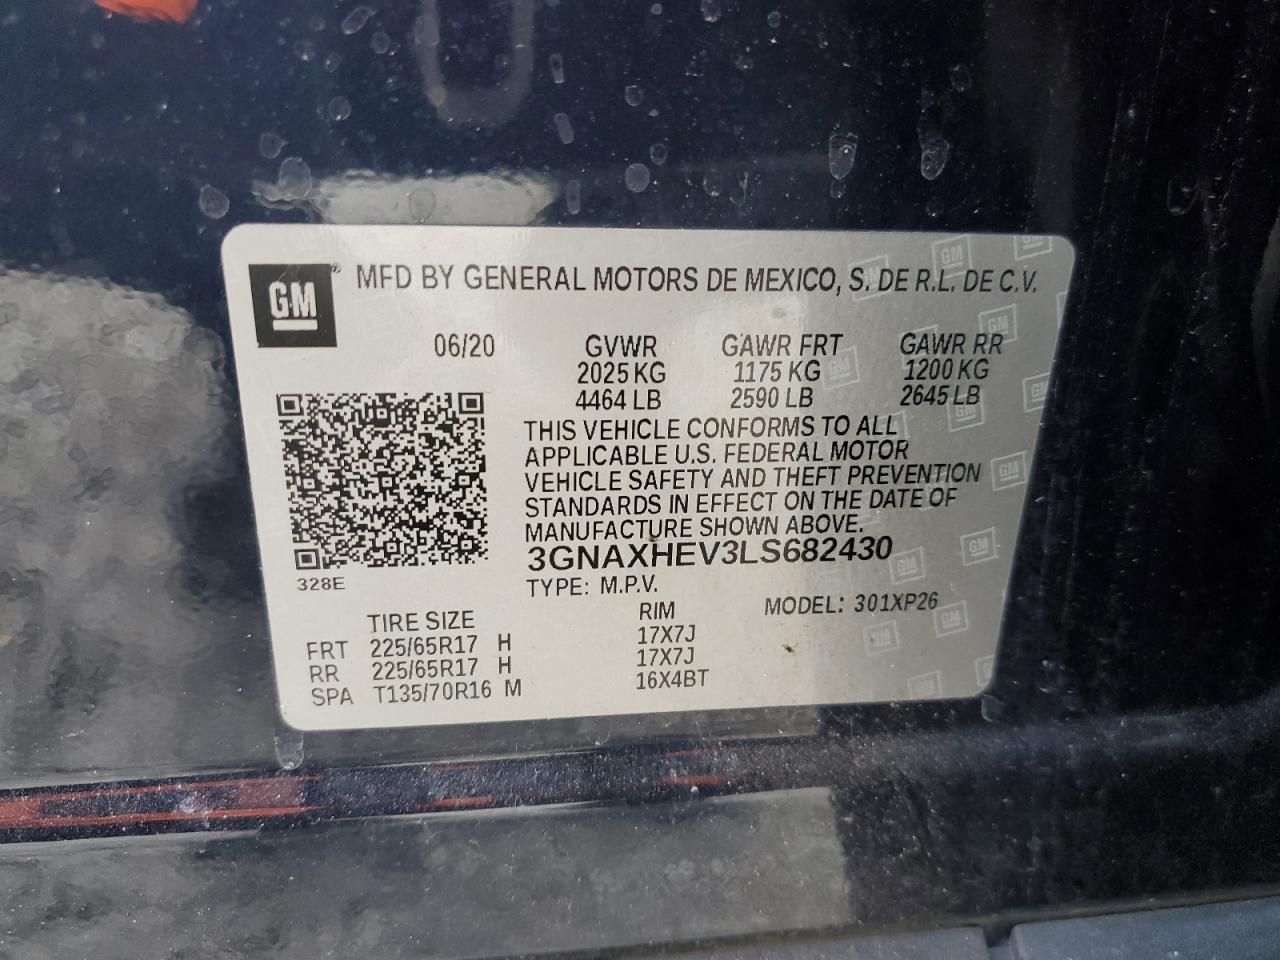 GM® MFD BY GENERAL MOTORS DE MEXICO, S. DE R.L. DE C.V.
06/20 GVWR GAWR FRT GAWR RR
2025 KG 1175 KG 1200 KG
4464 LB 2590 LB 2645 LB
THIS VEHICLE CONFORMS TO ALL
APPLICABLE U.S. FEDERAL MOTOR
VEHICLE SAFETY AND THEFT PREVENTION
STANDARDS IN EFFECT ON THE DATE OF
MANUFACTURE SHOWN ABOVE.
3GNAXHEV3LS682430
328E
TYPE: M.P.V.
MODEL: 301XP26
TIRE SIZE RIM
FRT 225/65R17 H 17X7J
RR 225/65R17 H 17X7J
SPA T135/70R16 M 16X4BT